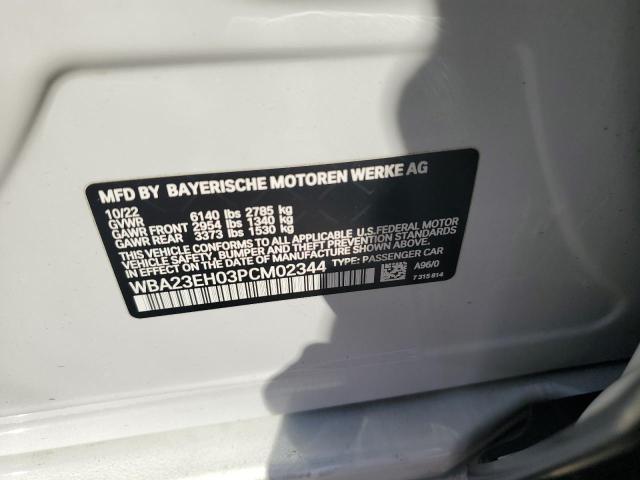 MFD BY BAYERISCHE MOTOREN WERKE AG
10/22
GVWR 6140 lbs 2785 kg
GAWR FRONT 2954 lbs 1340 kg
GAWR REAR 3373 lbs 1530 kg
THIS VEHICLE CONFORMS TO ALL APPLICABLE U.S. FEDERAL MOTOR
VEHICLE SAFETY, BUMPER, AND THEFT PREVENTION STANDARDS
IN EFFECT ON THE DATE OF MANUFACTURE SHOWN ABOVE.
WBA23EH03PCM02344 TYPE: PASSENGER CAR
A96/0
7 315 614